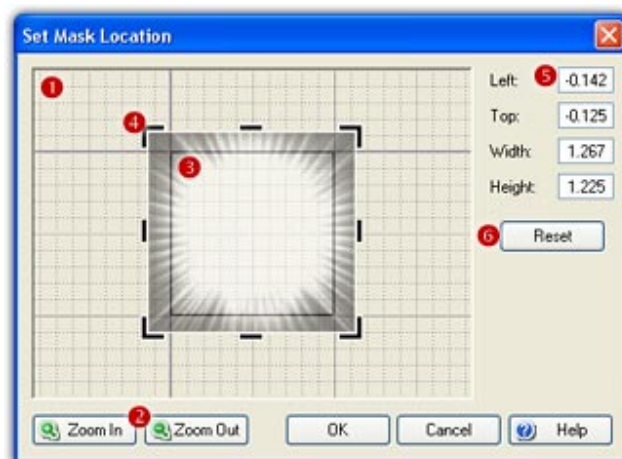 Set Mask Location
1
Left: 5 -0.142
4
Top: -0.125
3
Width: 1.267
Height: 1.225
6 Reset
2
Zoom In Zoom Out OK Cancel Help